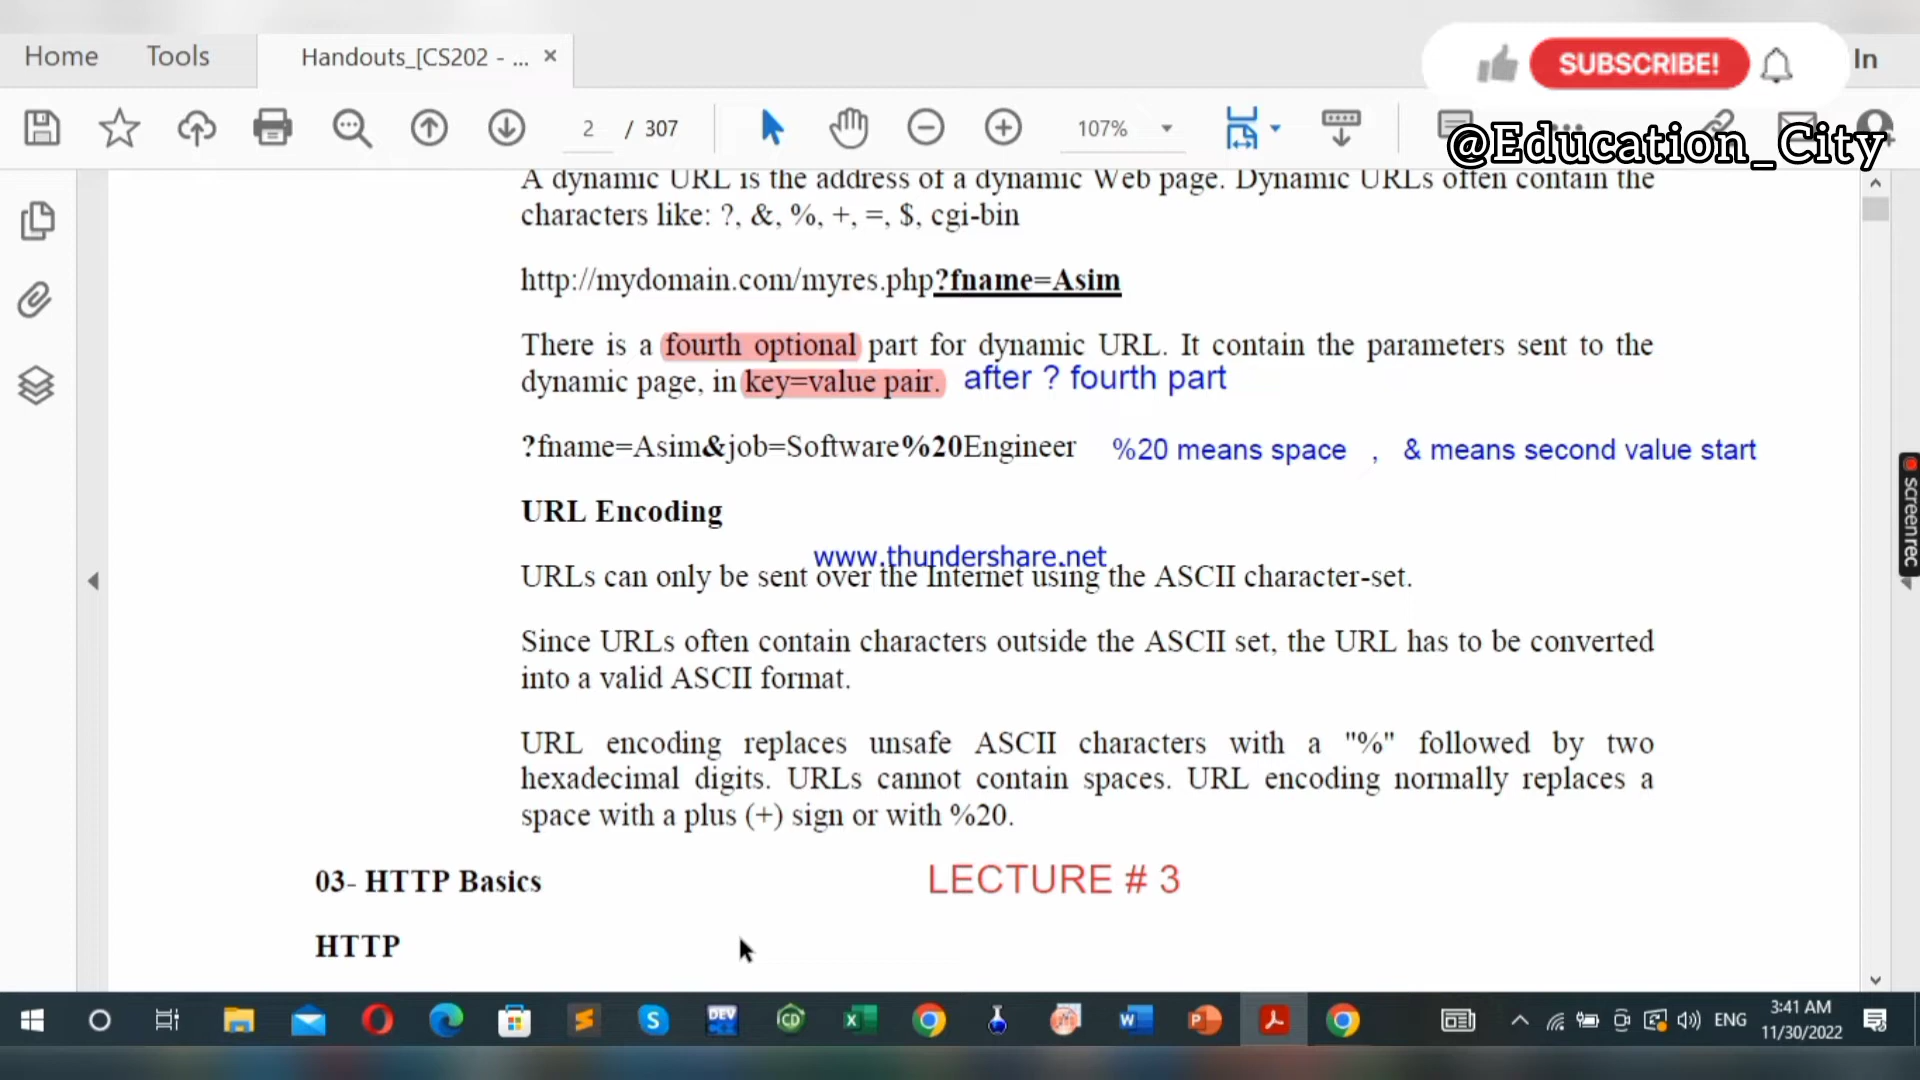 Home Tools Handouts_[CS202 - ... × SUBSCRIBE! In
2 / 307 107%
@Education_City
A dynamic URL is the address of a dynamic Web page. Dynamic URLs often contain the
characters like: ?, &, %, +, =, $, cgi-bin
http://mydomain.com/myres.php?fname=Asim
There is a fourth optional part for dynamic URL. It contain the parameters sent to the
dynamic page, in key=value pair. after ? fourth part
?fname=Asim&job=Software%20Engineer %20 means space , & means second value start
screenrec
URL Encoding
www.thundershare.net
URLs can only be sent over the Internet using the ASCII character-set.
Since URLs often contain characters outside the ASCII set, the URL has to be converted
into a valid ASCII format.
URL encoding replaces unsafe ASCII characters with a "%" followed by two
hexadecimal digits. URLs cannot contain spaces. URL encoding normally replaces a
space with a plus (+) sign or with %20.
03- HTTP Basics LECTURE # 3
HTTP
DEV CD ENG 3:41 AM
11/30/2022